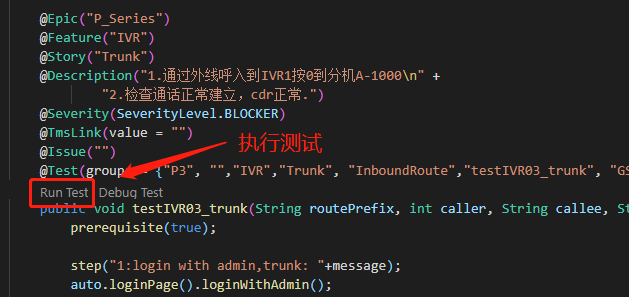 @Epic("P_Series")
@Feature("IVR")
@Story("Trunk")
@Description("1.通过外线呼入到IVR1按0到分机A-1000\n" +
"2.检查通话正常建立，cdr正常.")
@Severity(SeverityLevel.BLOCKER)
@TmsLink(value = "")
@Issue("")
执行测试
@Test(group = {"P3", "","IVR","Trunk", "InboundRoute","testIVR03_trunk", "GS
Run Test | Debug Test
public void testIVR03_trunk(String routePrefix, int caller, String callee, St
prerequisite(true);
step("1:login with admin,trunk: "+message);
auto.loginPage().loginWithAdmin();